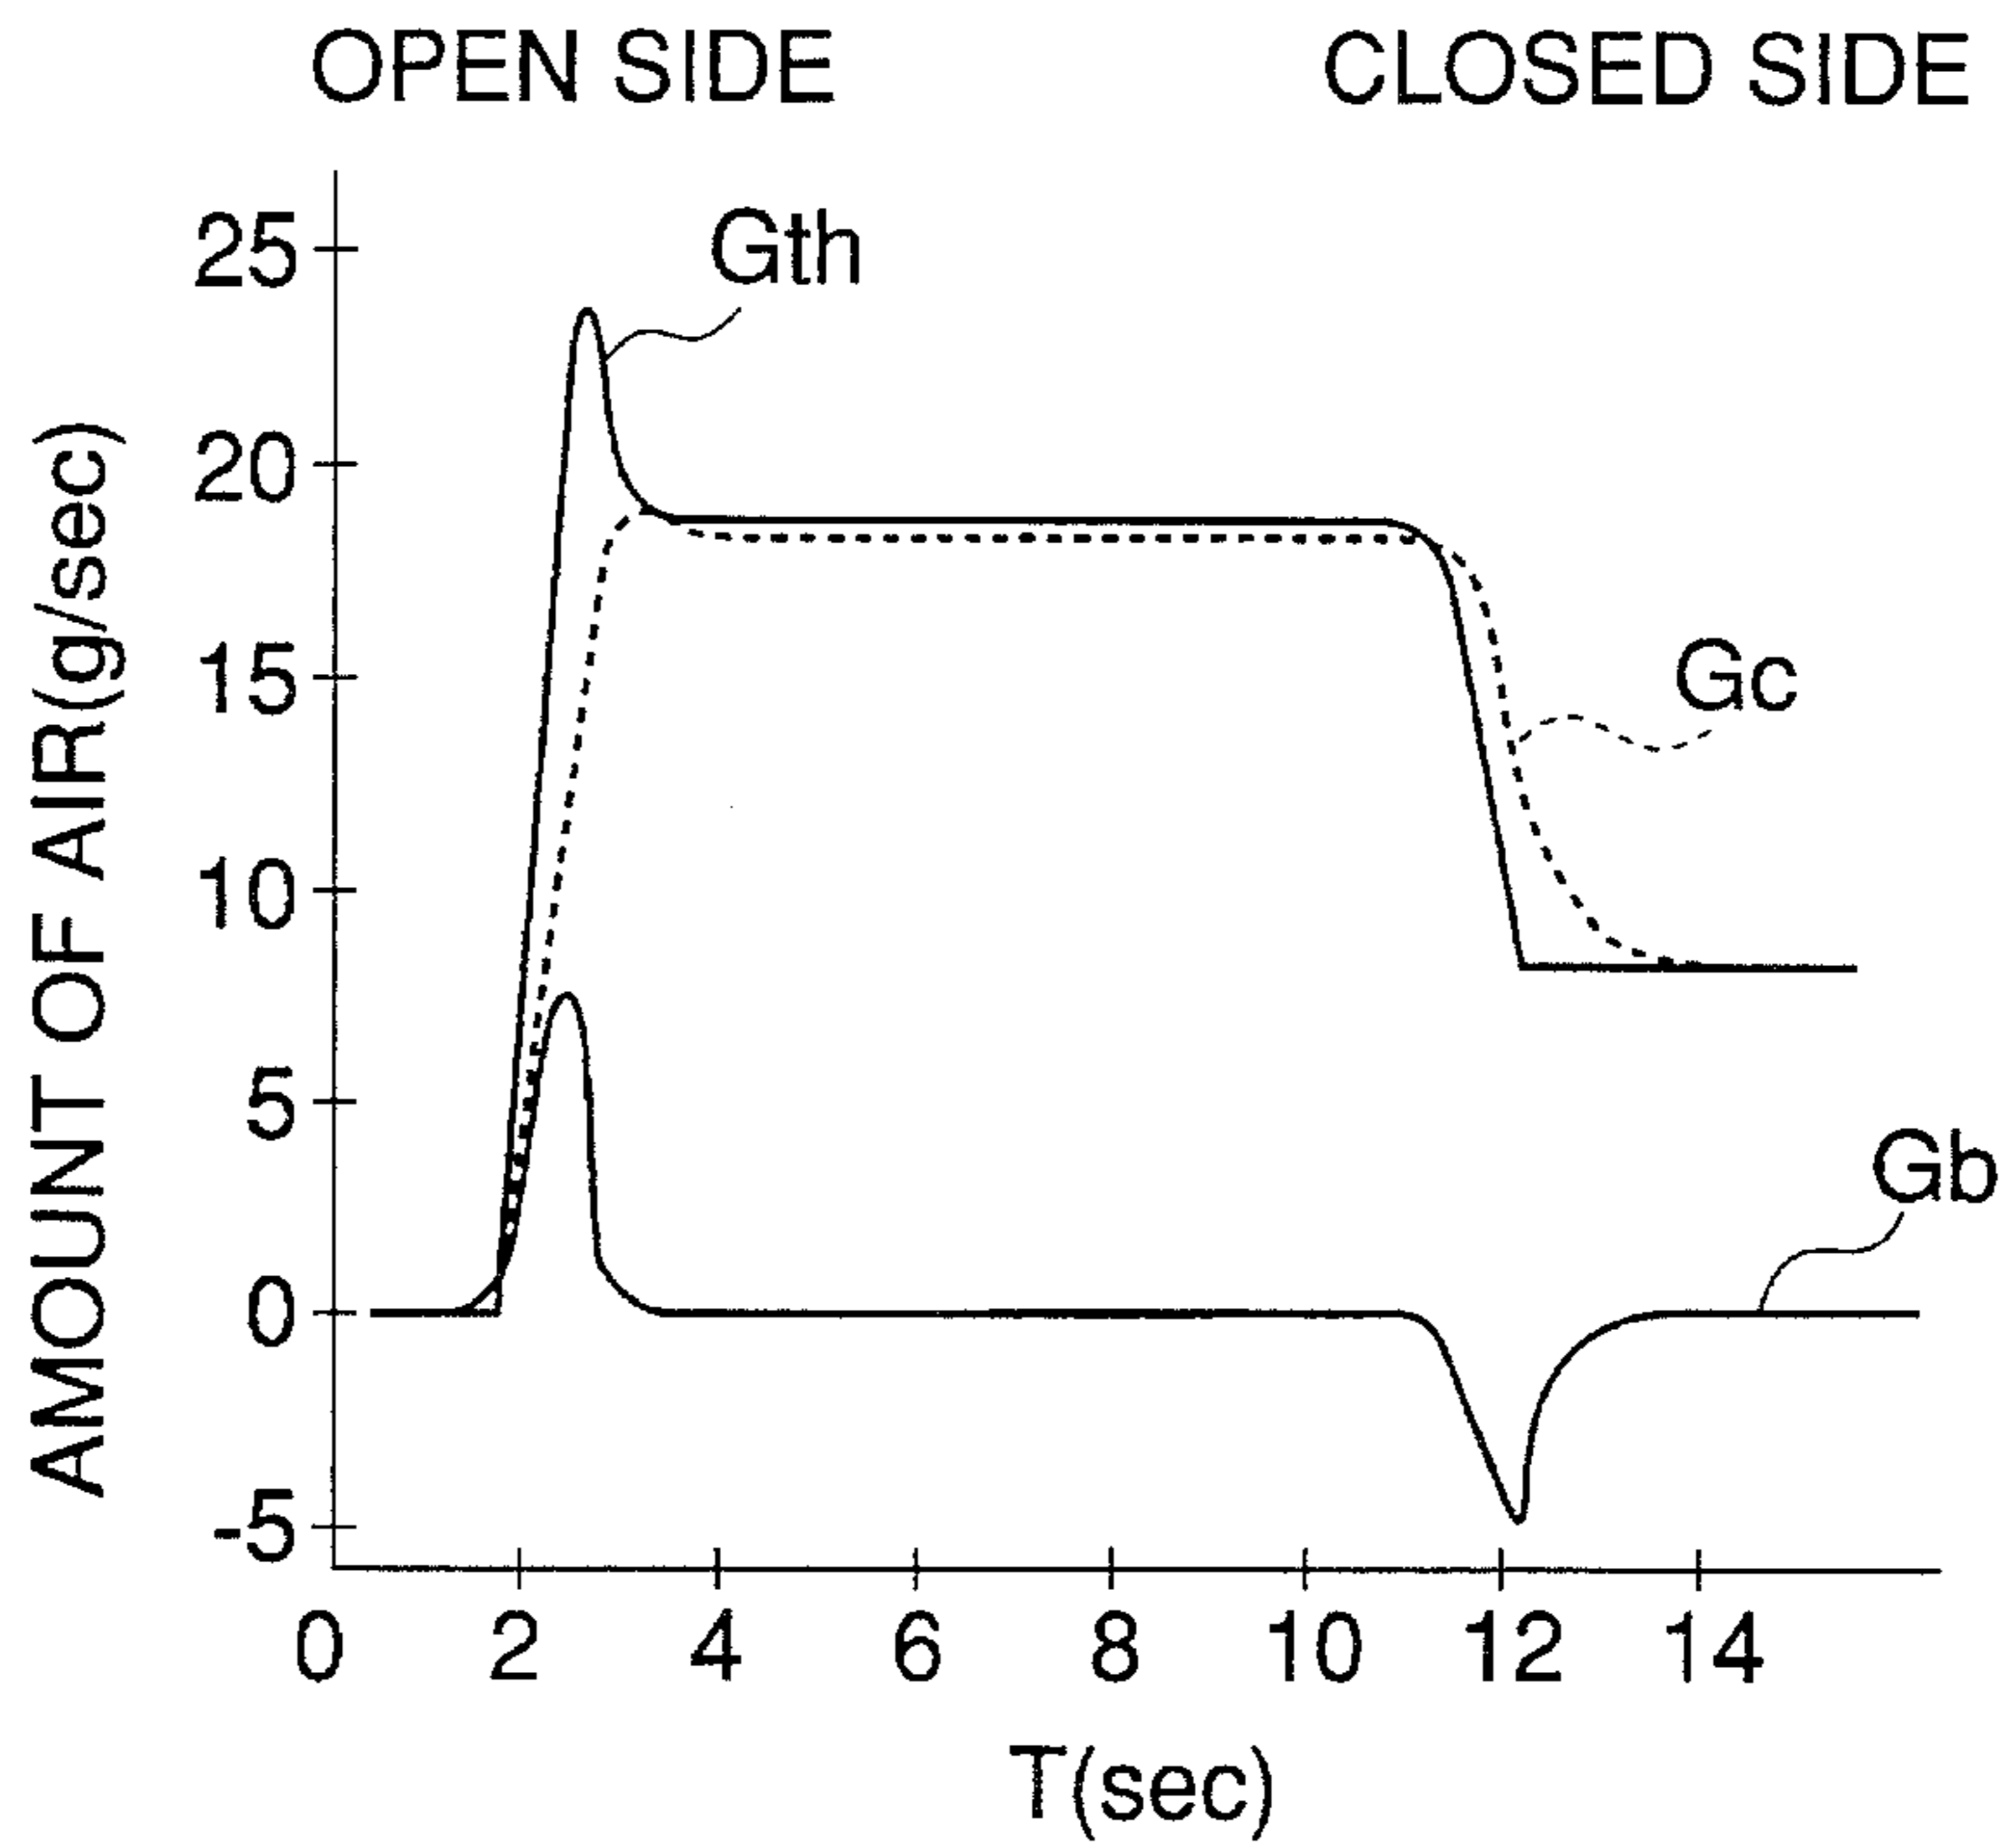 OPEN SIDE
CLOSED SIDE
AMOUNT OF AIR(g/sec)
25
20
15
10
5
0
-5
Gth
Gc
Gb
0 2 4 6 8 10 12 14
T(sec)